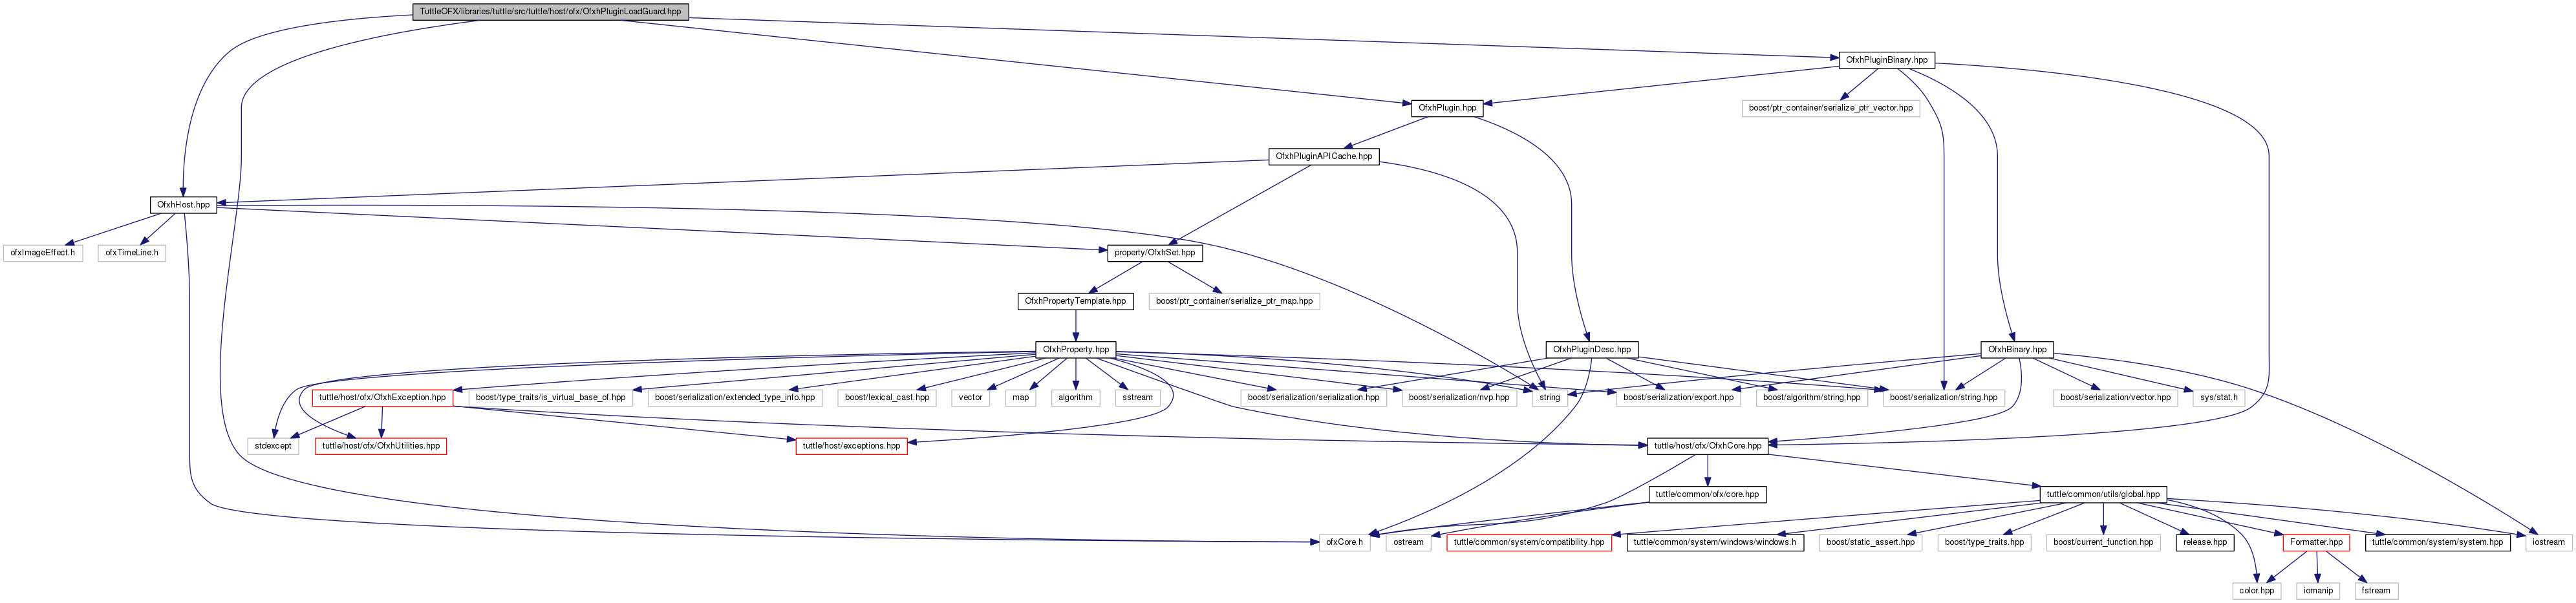 TuttleOFX/libraries/tuttle/src/tuttle/host/ofx/OfxhPluginLoadGuard.hpp
OfxhPluginBinary.hpp
OfxhPlugin.hpp
boost/ptr_container/serialize_ptr_vector.hpp
OfxhPluginAPICache.hpp
OfxhHost.hpp
ofxImageEffect.h
ofxTimeLine.h
property/OfxhSet.hpp
OfxhPropertyTemplate.hpp
boost/ptr_container/serialize_ptr_map.hpp
OfxhProperty.hpp
OfxhPluginDesc.hpp
OfxhBinary.hpp
tuttle/host/ofx/OfxhException.hpp
boost/type_traits/is_virtual_base_of.hpp
boost/serialization/extended_type_info.hpp
boost/lexical_cast.hpp
vector
map
algorithm
sstream
boost/serialization/serialization.hpp
boost/serialization/nvp.hpp
string
boost/serialization/export.hpp
boost/algorithm/string.hpp
boost/serialization/string.hpp
boost/serialization/vector.hpp
sys/stat.h
stdexcept
tuttle/host/ofx/OfxhUtilities.hpp
tuttle/host/exceptions.hpp
tuttle/host/ofx/OfxhCore.hpp
tuttle/common/ofx/core.hpp
tuttle/common/utils/global.hpp
ofxCore.h
ostream
tuttle/common/system/compatibility.hpp
tuttle/common/system/windows/windows.h
boost/static_assert.hpp
boost/type_traits.hpp
boost/current_function.hpp
release.hpp
Formatter.hpp
tuttle/common/system/system.hpp
iostream
color.hpp
iomanip
fstream